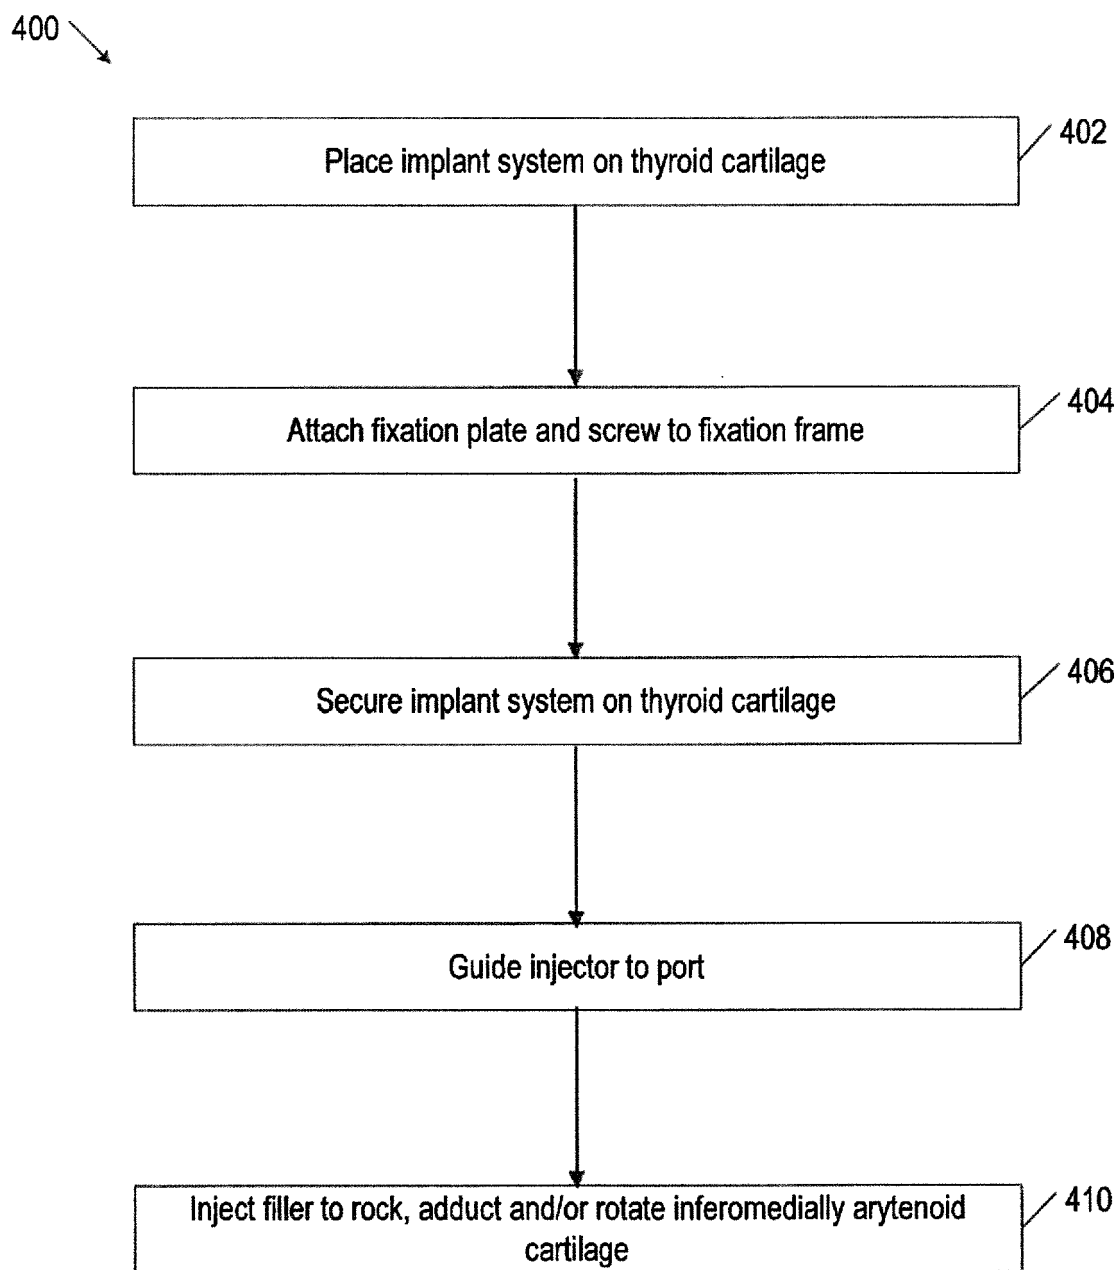 400
402
Place implant system on thyroid cartilage
404
Attach fixation plate and screw to fixation frame
406
Secure implant system on thyroid cartilage
408
Guide injector to port
410
Inject filler to rock, adduct and/or rotate inferomedially arytenoid
cartilage